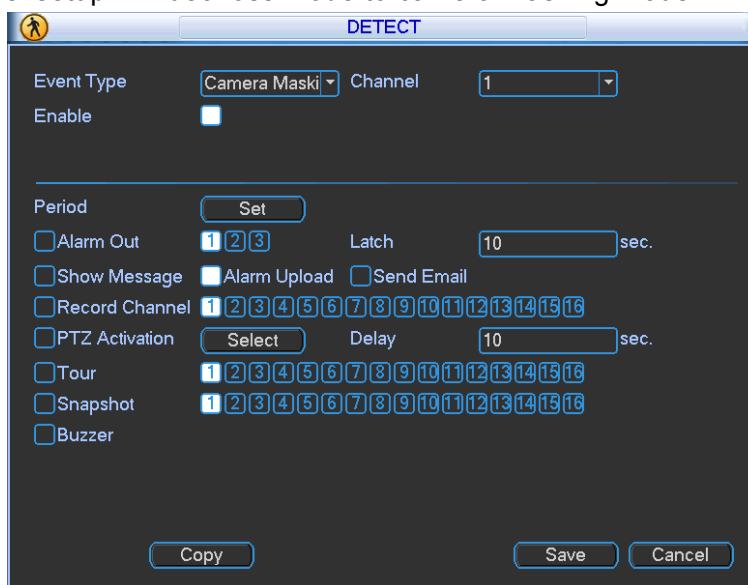 DETECT
Event Type Camera Maski Channel 1
Enable
Period Set
Alarm Out 1 2 3 Latch 10 sec.
Show Message Alarm Upload Send Email
Record Channel 1 2 3 4 5 6 7 8 9 10 11 12 13 14 15 16
PTZ Activation Select Delay 10 sec.
Tour 1 2 3 4 5 6 7 8 9 10 11 12 13 14 15 16
Snapshot 1 2 3 4 5 6 7 8 9 10 11 12 13 14 15 16
Buzzer
Copy Save Cancel